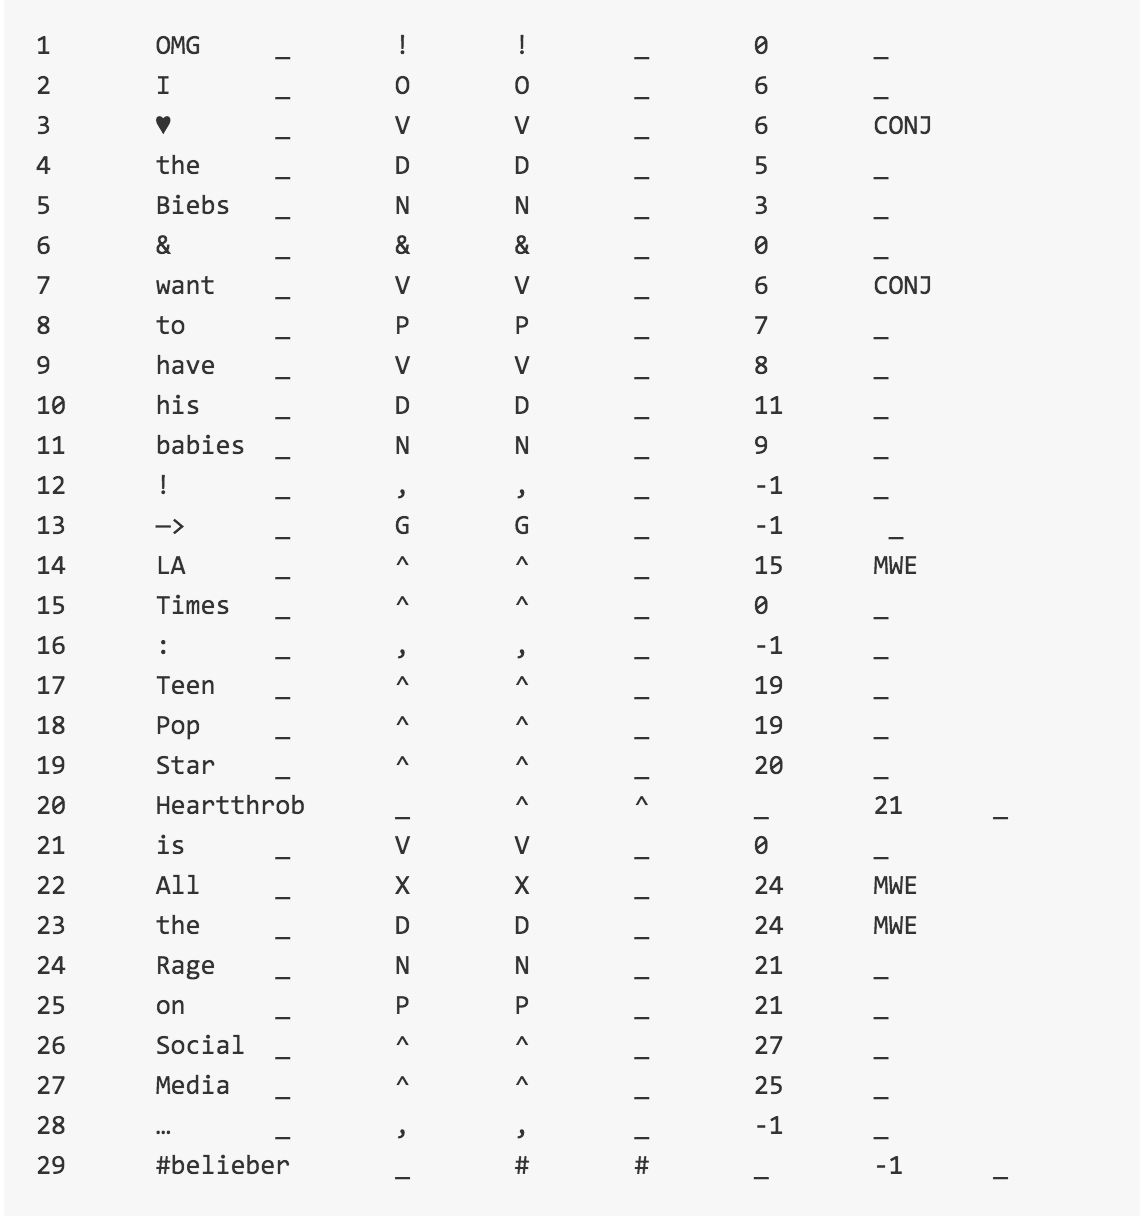 1 OMG _ ! ! _ 0 _
2 I _ O O _ 6 _
3 ♥ _ V V _ 6 CONJ
4 the _ D D _ 5 _
5 Biebs _ N N _ 3 _
6 & _ & & _ 0 _
7 want _ V V _ 6 CONJ
8 to _ P P _ 7 _
9 have _ V V _ 8 _
10 his _ D D _ 11 _
11 babies _ N N _ 9 _
12 ! _ , , _ -1 _
13 —> _ G G _ -1 _
14 LA _ ^ ^ _ 15 MWE
15 Times _ ^ ^ _ 0 _
16 : _ , , _ -1 _
17 Teen _ ^ ^ _ 19 _
18 Pop _ ^ ^ _ 19 _
19 Star _ ^ ^ _ 20 _
20 Heartthrob _ ^ ^ _ 21 _
21 is _ V V _ 0 _
22 All _ X X _ 24 MWE
23 the _ D D _ 24 MWE
24 Rage _ N N _ 21 _
25 on _ P P _ 21 _
26 Social _ ^ ^ _ 27 _
27 Media _ ^ ^ _ 25 _
28 … _ , , _ -1 _
29 #belieber _ # # _ -1 _